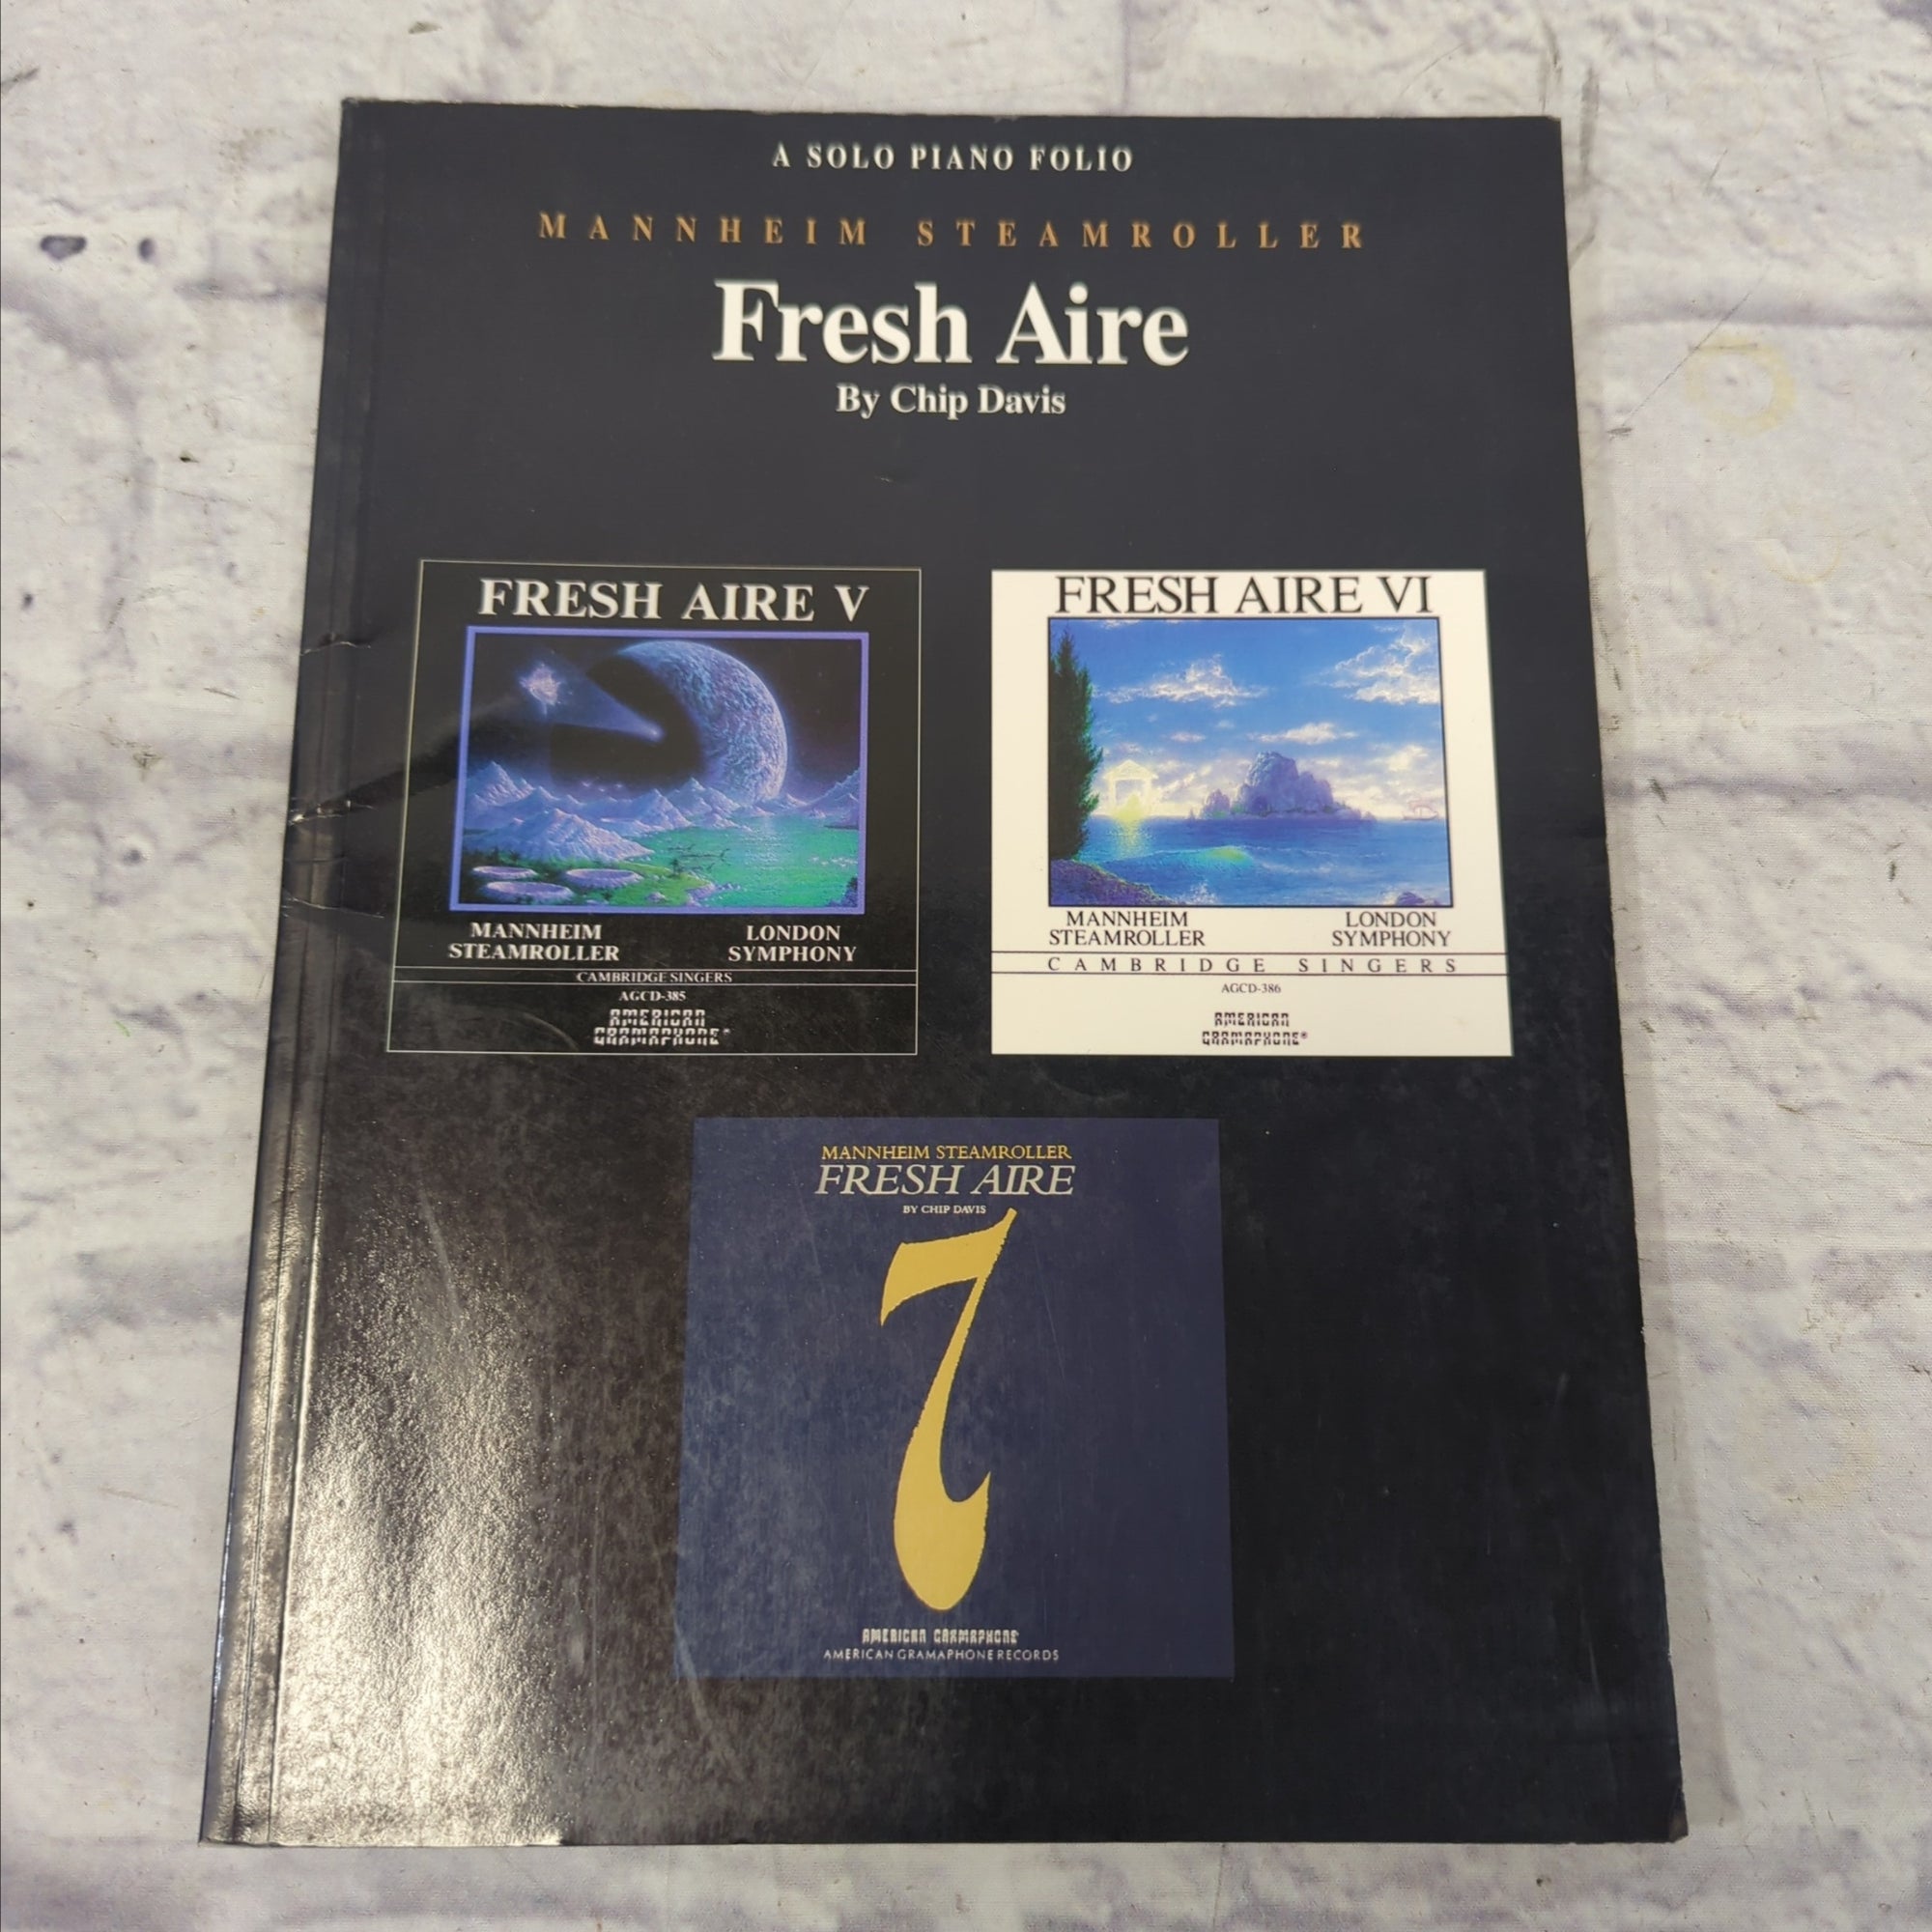 A SOLO PIANO FOLIO
MANNHEIM STEAMROLLER
Fresh Aire
By Chip Davis
FRESH AIRE V
MANNHEIM
STEAMROLLER
LONDON
SYMPHONY
CAMBRIDGE SINGERS
AGCD-385
AMERICAN
GRAMAPHONE®
FRESH AIRE VI
MANNHEIM
STEAMROLLER
LONDON
SYMPHONY
CAMBRIDGE SINGERS
AGCD-386
AMERICAN
GRAMAPHONE®
MANNHEIM STEAMROLLER
FRESH AIRE
BY CHIP DAVIS
7
AMERICAN GRAMAPHONE
AMERICAN GRAMAPHONE RECORDS